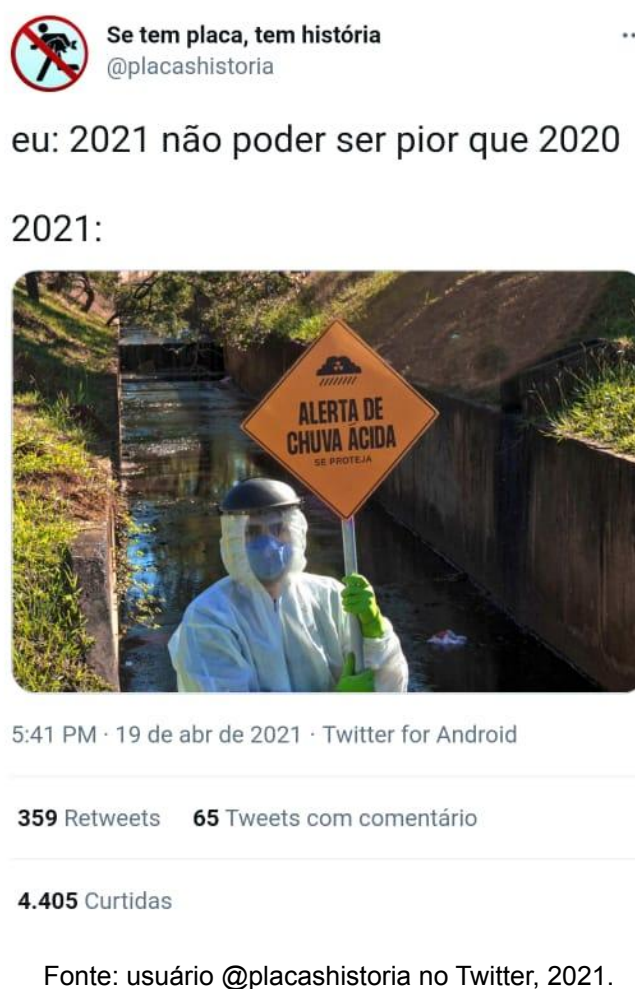 Se tem placa, tem história
@placashistoria
eu: 2021 não poder ser pior que 2020
2021:
ALERTA DE
CHUVA ÁCIDA
SE PROTEJA
5:41 PM · 19 de abr de 2021 · Twitter for Android
359 Retweets 65 Tweets com comentário
4.405 Curtidas
Fonte: usuário @placashistoria no Twitter, 2021.